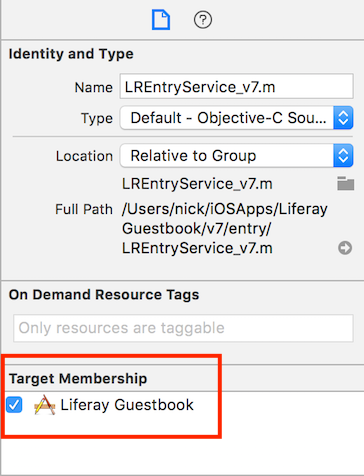 Identity and Type
Name LREntryService_v7.m
Type Default - Objective-C Sou...
Location Relative to Group
LREntryService_v7.m
Full Path /Users/nick/iOSApps/Liferay
Guestbook/v7/entry/
LREntryService_v7.m
On Demand Resource Tags
Only resources are taggable
Target Membership
Liferay Guestbook